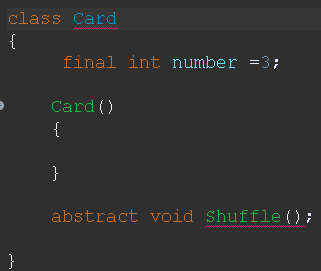 class Card
{
final int number =3;
Card()
{
}
abstract void Shuffle();
}